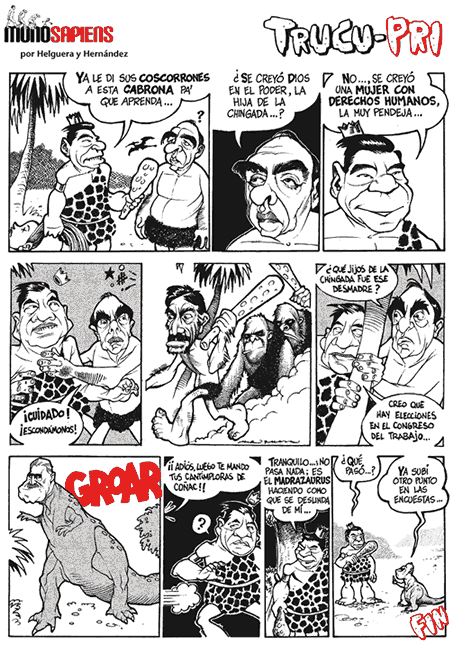 MONOSAPIENS
por Helguera y Hernández
TRUCU-PRI
YA LE DI SUS COSCORRONES
A ESTA CABRONA PA'
QUE APRENDA...
?
¿SE CREYÓ DIOS
EN EL PODER, LA
HIJA DE LA
CHINGADA...?
NO..., SE CREYÓ
UNA MUJER CON
DERECHOS HUMANOS,
LA MUY PENDEJA...
¡CUIDADO!
¡ESCONDÁMONOS!
¿QUÉ JIJOS DE LA
CHINGADA FUE ESE
DESMADRE?
CREO QUE
HAY ELECCIONES
EN EL CONGRESO
DEL TRABAJO...
GROAR
¡¡ADIÓS, LUEGO TE MANDO
TUS CANTIMPLORAS DE
COÑAC!!
?
TRANQUILO...: NO
PASA NADA; ES
EL MADRAZAURUS
HACIENDO COMO
QUE SE DESLINDA
DE MÍ...
¿QUÉ
PASÓ...?
YA SUBÍ
OTRO PUNTO
EN LAS
ENCUESTAS...
FIN